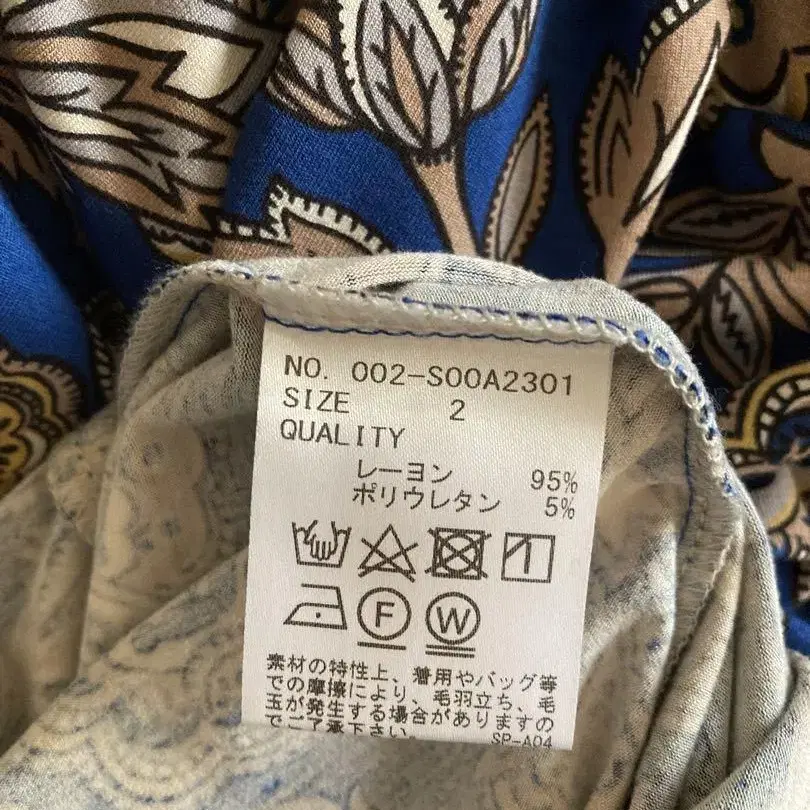 NO. 002-S00A2301
SIZE 2
QUALITY
レーヨン 95%
ポリウレタン 5%
F W
素材の特性上、着用やバッグ等
での摩擦により、毛羽立ち、毛
玉が発生する場合がありますの
でご了承下さい。 SP-A04